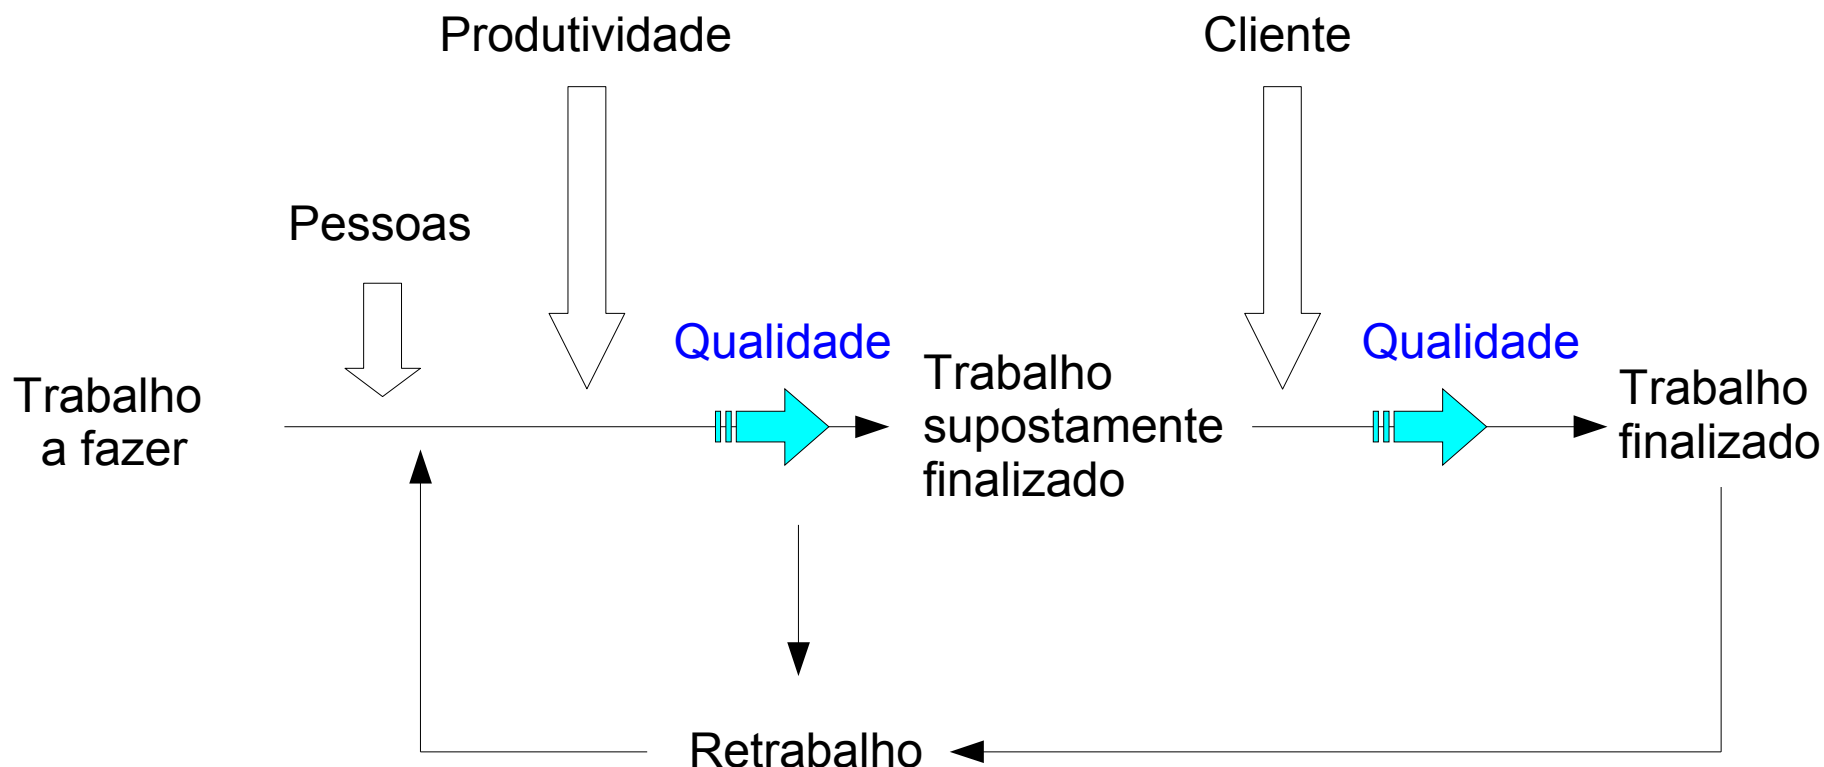 Produtividade
Cliente
Pessoas
Qualidade
Qualidade
Trabalho
a fazer
Trabalho
supostamente
finalizado
Trabalho
finalizado
Retrabalho